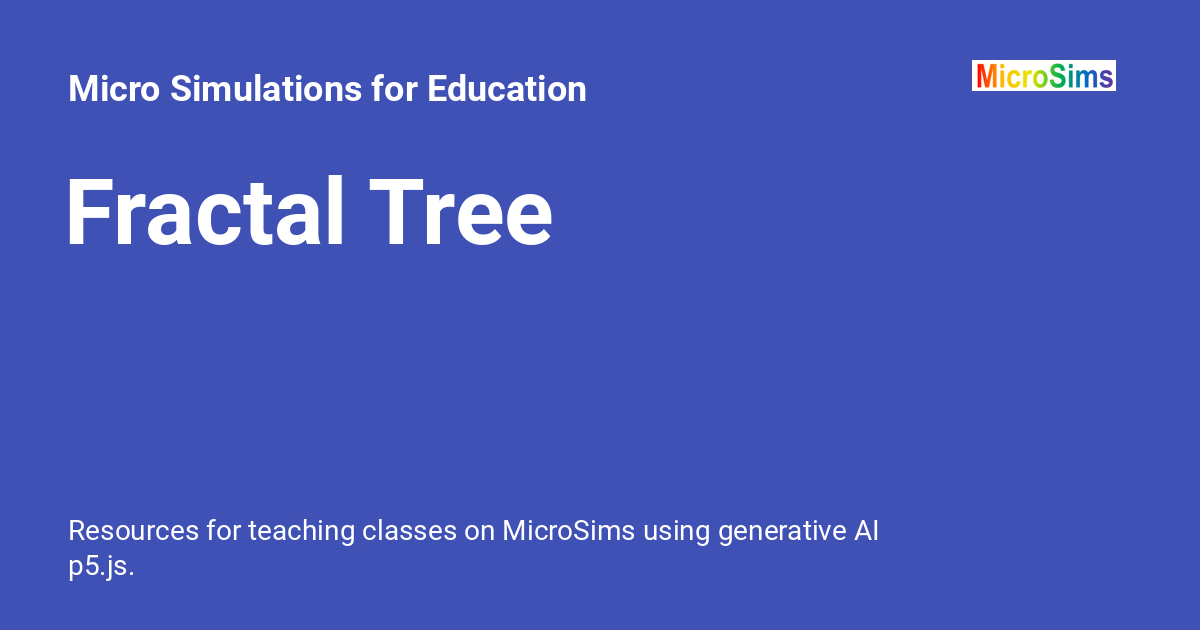 Micro Simulations for Education
MicroSims
Fractal Tree
Resources for teaching classes on MicroSims using generative AI
p5.js.